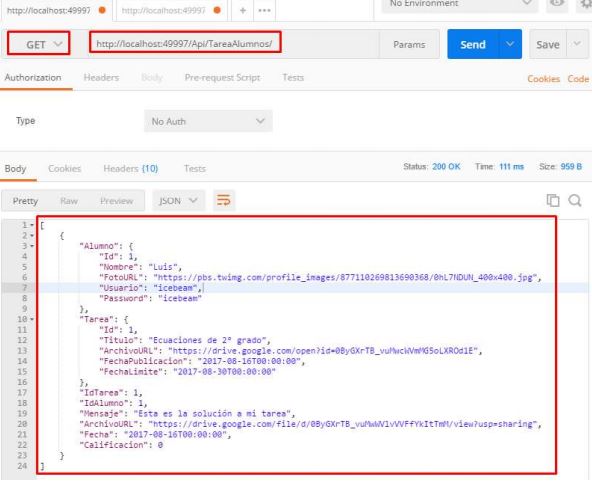 http://localhost:49997
http://localhost:49997
+
No Environment
GET
http://localhost:49997/Api/TareaAlumnos/
Params
Send
Save
Authorization Headers Body Pre-request Script Tests
Cookies Code
Type
No Auth
Body Cookies Headers (10) Tests
Status: 200 OK Time: 111 ms Size: 959 B
Pretty Raw Preview JSON
1 [
2 {
3 "Alumno": {
4 "Id": 1,
5 "Nombre": "Luis",
6 "FotoURL": "https://pbs.twimg.com/profile_images/877110269813690368/0hL7NDUN_400x400.jpg",
7 "Usuario": "icebeam",
8 "Password": "icebeam"
9 },
10 "Tarea": {
11 "Id": 1,
12 "Titulo": "Ecuaciones de 2° grado",
13 "ArchivoURL": "https://drive.google.com/open?id=0ByGXrTB_vuMwcWVmMG5oLXROd1E",
14 "FechaPublicacion": "2017-08-16T00:00:00",
15 "FechaLimite": "2017-08-30T00:00:00"
16 },
17 "IdTarea": 1,
18 "IdAlumno": 1,
19 "Mensaje": "Esta es la solución a mi tarea",
20 "ArchivoURL": "https://drive.google.com/file/d/0ByGXrTB_vuMwWVlvVVFfYkItTmM/view?usp=sharing",
21 "Fecha": "2017-08-16T00:00:00",
22 "Calificacion": 0
23 }
24 ]